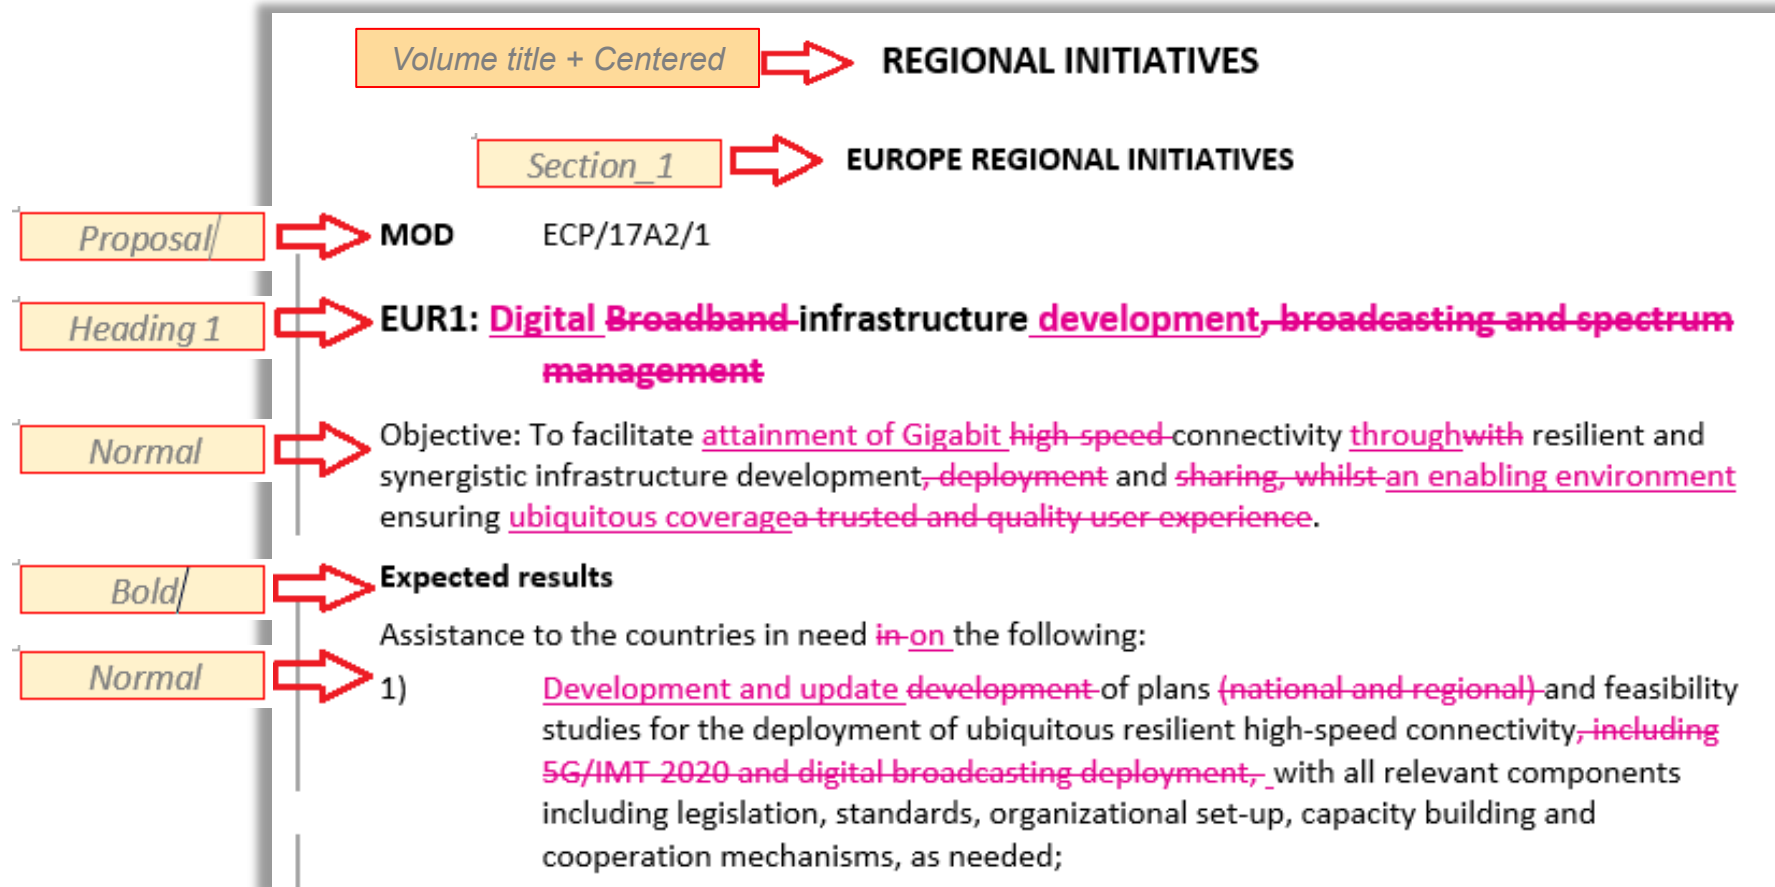 Volume title + Centered REGIONAL INITIATIVES
Section_1 EUROPE REGIONAL INITIATIVES
Proposal MOD ECP/17A2/1
Heading 1 EUR1: Digital Broadband infrastructure development, broadcasting and spectrum
management
Normal Objective: To facilitate attainment of Gigabit high-speed connectivity throughwith resilient and
synergistic infrastructure development, deployment and sharing, whilst an enabling environment
ensuring ubiquitous coveragea trusted and quality user experience.
Bold Expected results
Assistance to the countries in need in on the following:
Normal 1) Development and update development of plans (national and regional) and feasibility
studies for the deployment of ubiquitous resilient high-speed connectivity, including
5G/IMT 2020 and digital broadcasting deployment, with all relevant components
including legislation, standards, organizational set-up, capacity building and
cooperation mechanisms, as needed;